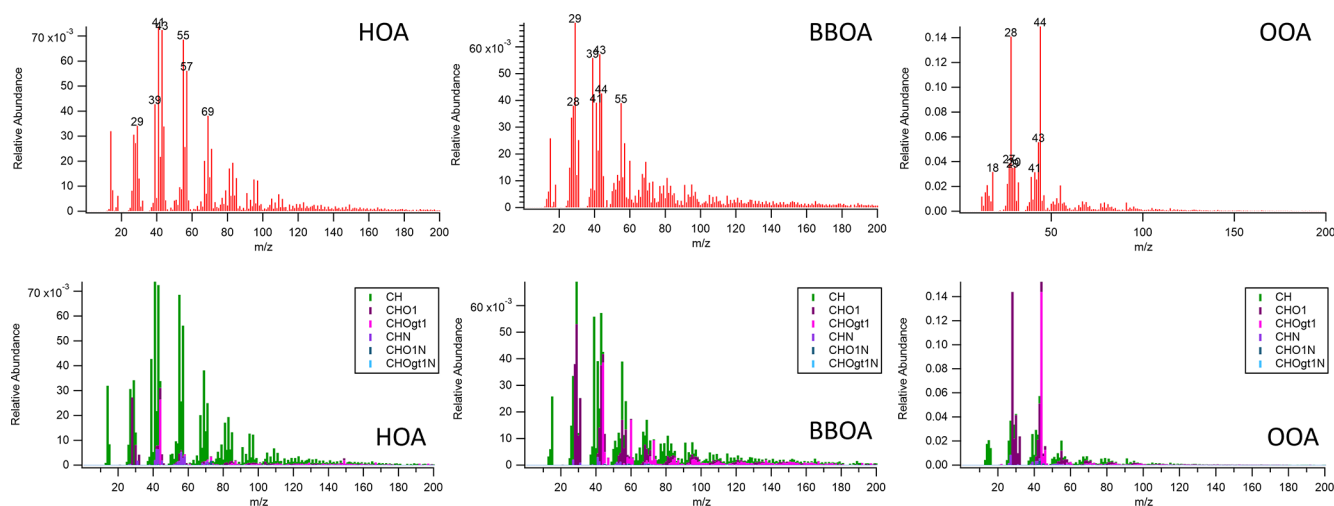 HOA
70 x10⁻³
60
50
40
30
20
10
0
Relative Abundance
41
43
55
57
39
29
69
20 40 60 80 100 120 140 160 180 200
m/z
BBOA
60 x10⁻³
50
40
30
20
10
0
Relative Abundance
29
39
43
28
41
44
55
20 40 60 80 100 120 140 160 180 200
m/z
OOA
0.14
0.12
0.10
0.08
0.06
0.04
0.02
0.00
Relative Abundance
28
44
43
18
27
29
41
50 100 150 200
m/z
70 x10⁻³
60
50
40
30
20
10
0
Relative Abundance
CH
CHO1
CHOgt1
CHN
CHO1N
CHOgt1N
HOA
20 40 60 80 100 120 140 160 180 200
m/z
60 x10⁻³
50
40
30
20
10
0
Relative Abundance
CH
CHO1
CHOgt1
CHN
CHO1N
CHOgt1N
BBOA
20 40 60 80 100 120 140 160 180 200
m/z
0.14
0.12
0.10
0.08
0.06
0.04
0.02
0.00
Relative Abundance
CH
CHO1
CHOgt1
CHN
CHO1N
CHOgt1N
OOA
20 40 60 80 100 120 140 160 180 200
m/z